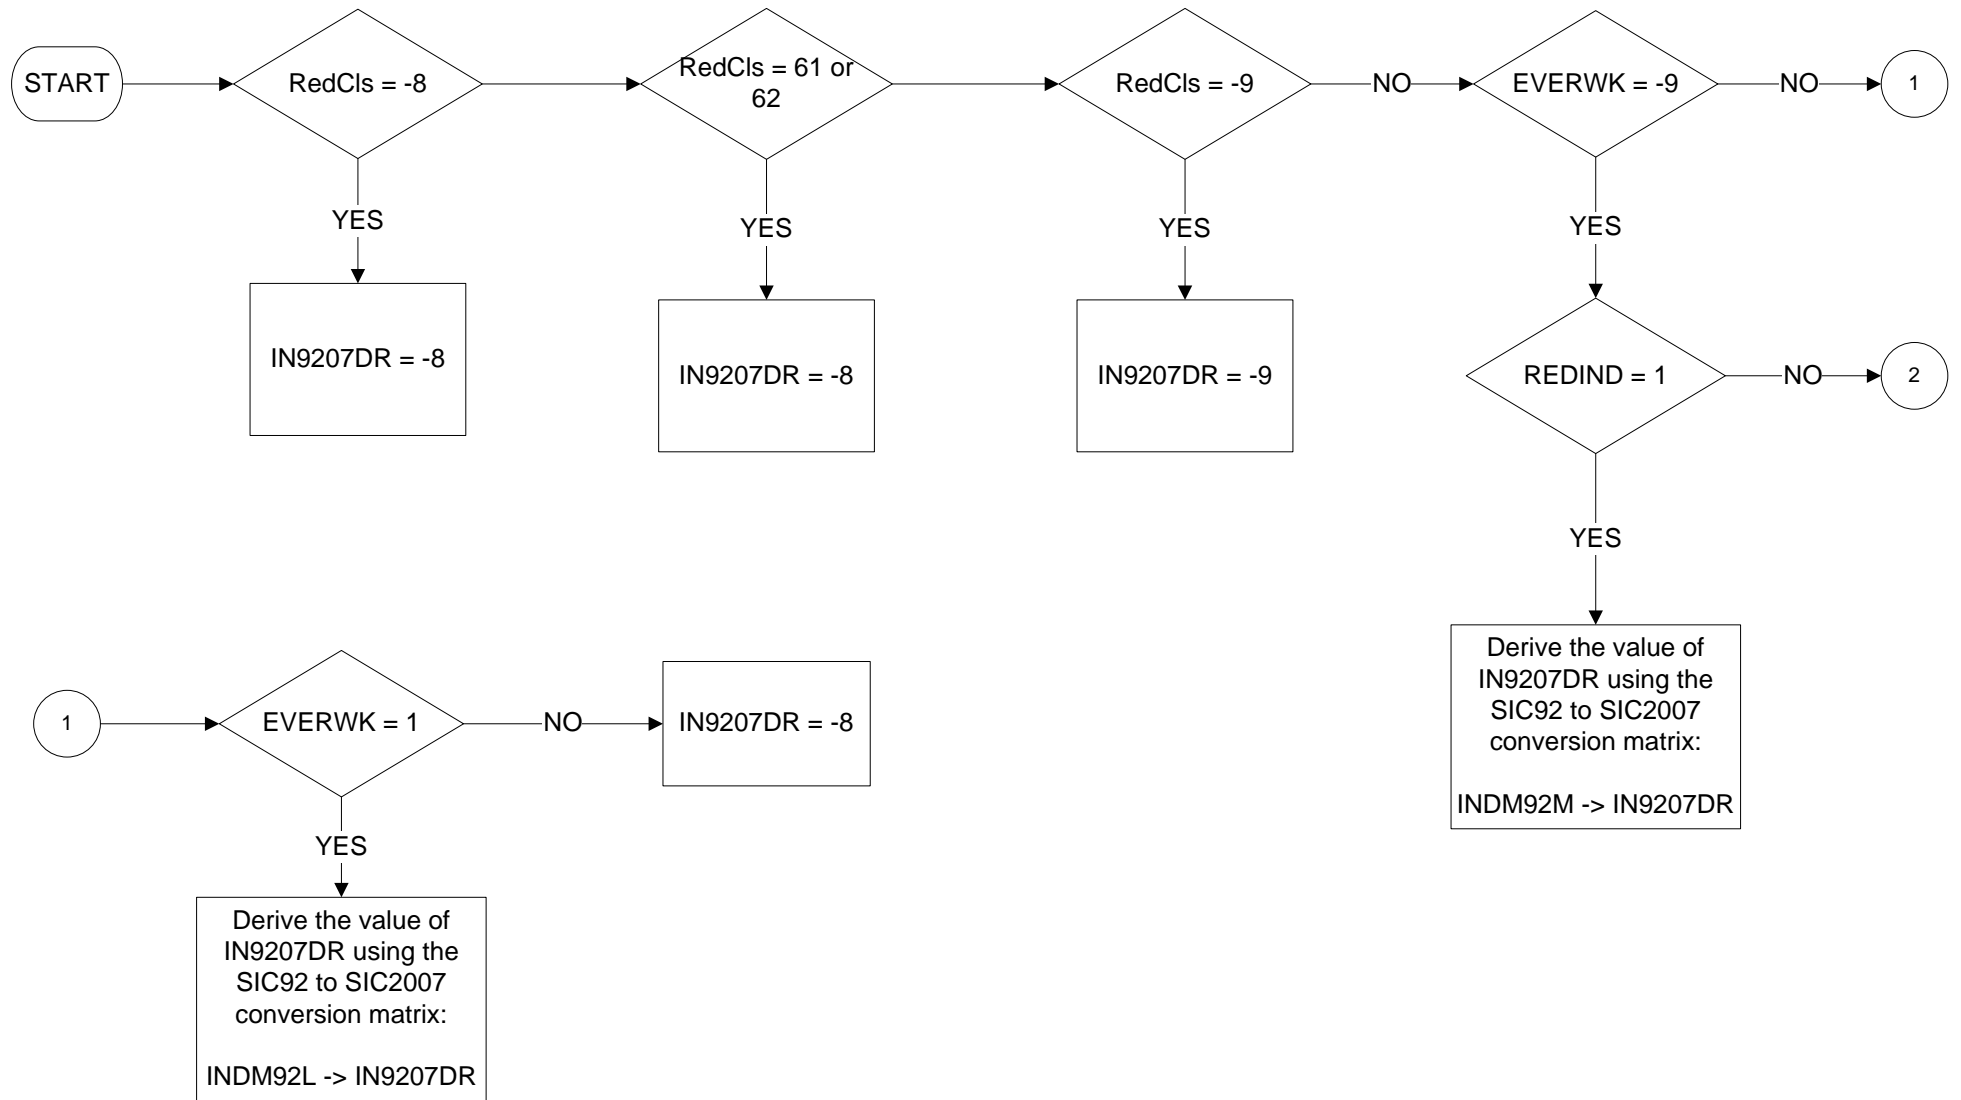 START
RedCls = -8
RedCls = 61 or
62
RedCls = -9
NO
EVERWK = -9
NO
1
YES
YES
YES
YES
IN9207DR = -8
IN9207DR = -8
IN9207DR = -9
REDIND = 1
NO
2
YES
Derive the value of
IN9207DR using the
SIC92 to SIC2007
conversion matrix:
INDM92M -> IN9207DR
1
EVERWK = 1
NO
IN9207DR = -8
YES
Derive the value of
IN9207DR using the
SIC92 to SIC2007
conversion matrix:
INDM92L -> IN9207DR